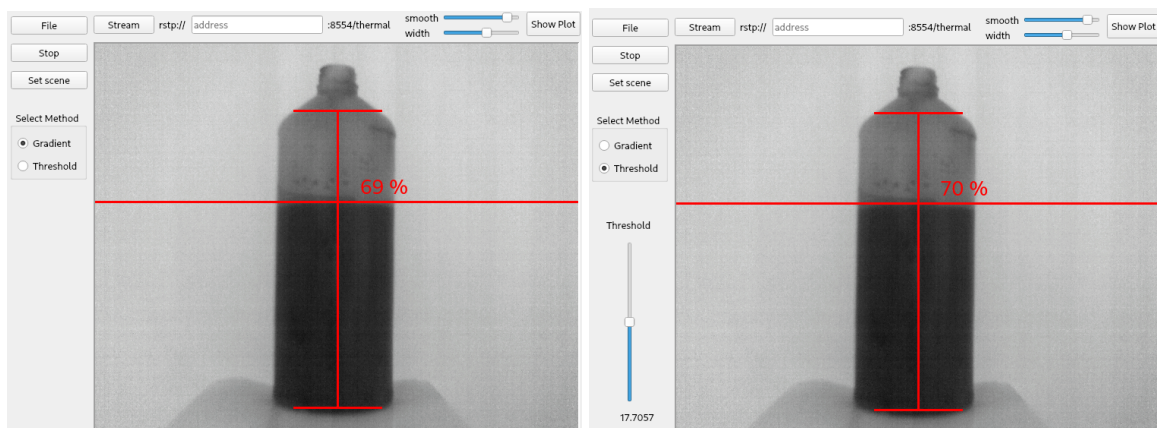 File
Stream rstp:// address :8554/thermal smooth width Show Plot
Stop
Set scene
Select Method
Gradient
Threshold
69 %
File
Stream rstp:// address :8554/thermal smooth width Show Plot
Stop
Set scene
Select Method
Gradient
Threshold
70 %
Threshold
17.7057